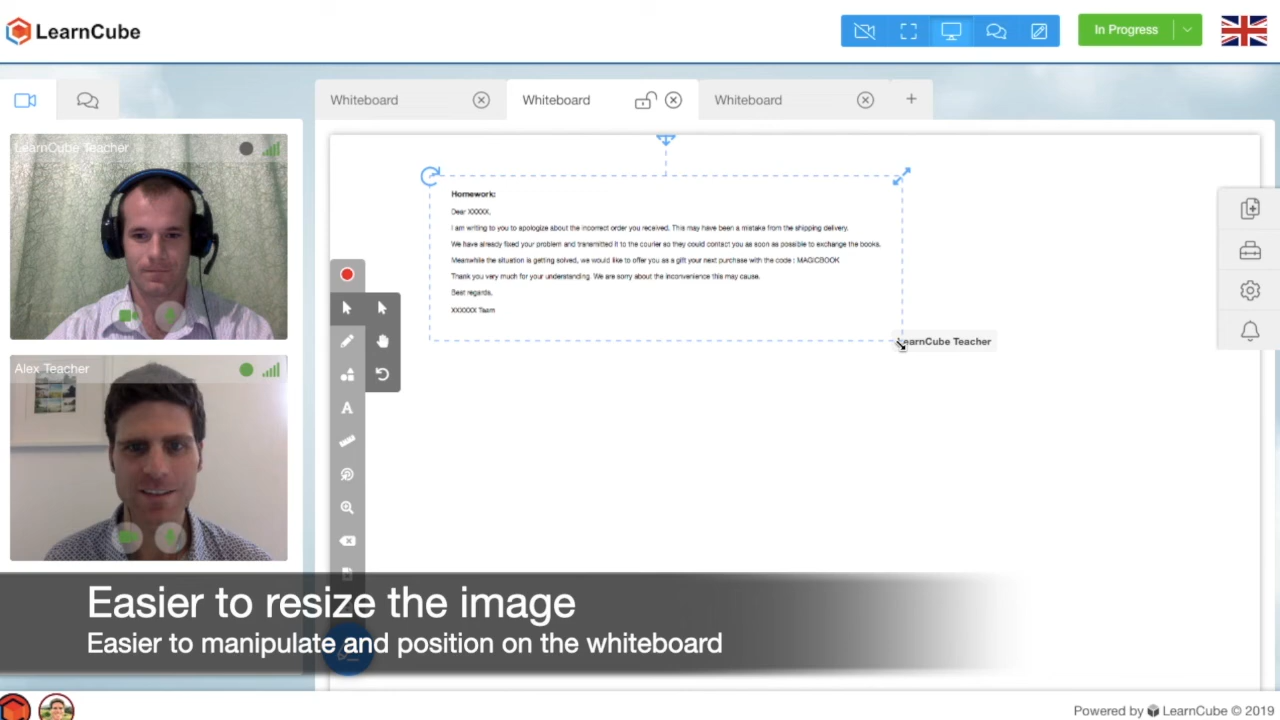 LearnCube
In Progress
Whiteboard
Whiteboard
Whiteboard
LearnCube Teacher
Homework:
Dear XXXXX,
I am writing to you to apologize about the incorrect order you received. This may have been a mistake from the shipping delivery.
We have already fixed your problem and transmitted it to the courier so they could contact you as soon as possible to exchange the books.
Meanwhile the situation is getting solved, we would like to offer you as a gift your next purchase with the code : MAGICBOOK
Thank you very much for your understanding. We are sorry about the inconvenience this may cause.
Best regards,
XXXXXX Team
LearnCube Teacher
Alex Teacher
A
Easier to resize the image
Easier to manipulate and position on the whiteboard
Powered by LearnCube © 2019